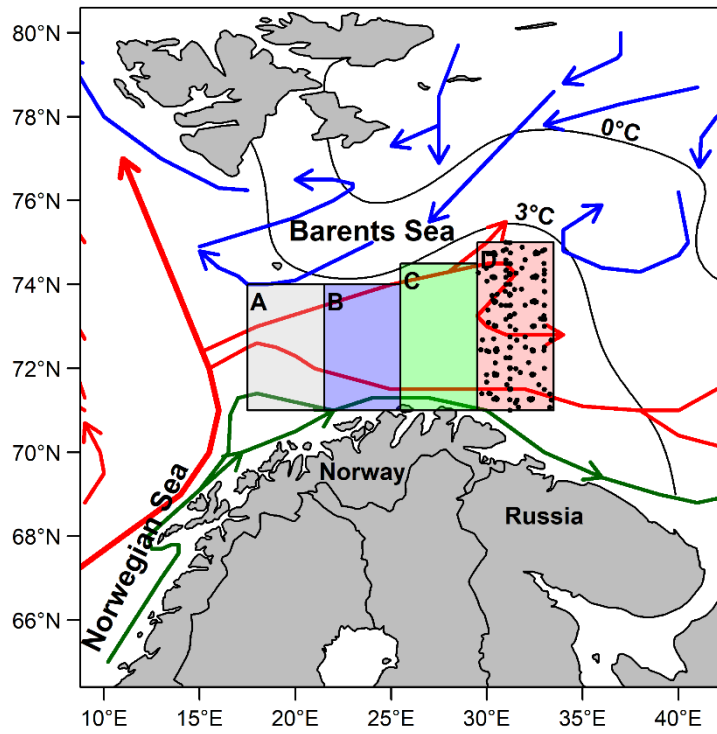 80°N
78°N
76°N
74°N
72°N
70°N
68°N
66°N
0°C
3°C
Barents Sea
A
B
C
D
Norway
Russia
Norwegian Sea
10°E
15°E
20°E
25°E
30°E
35°E
40°E